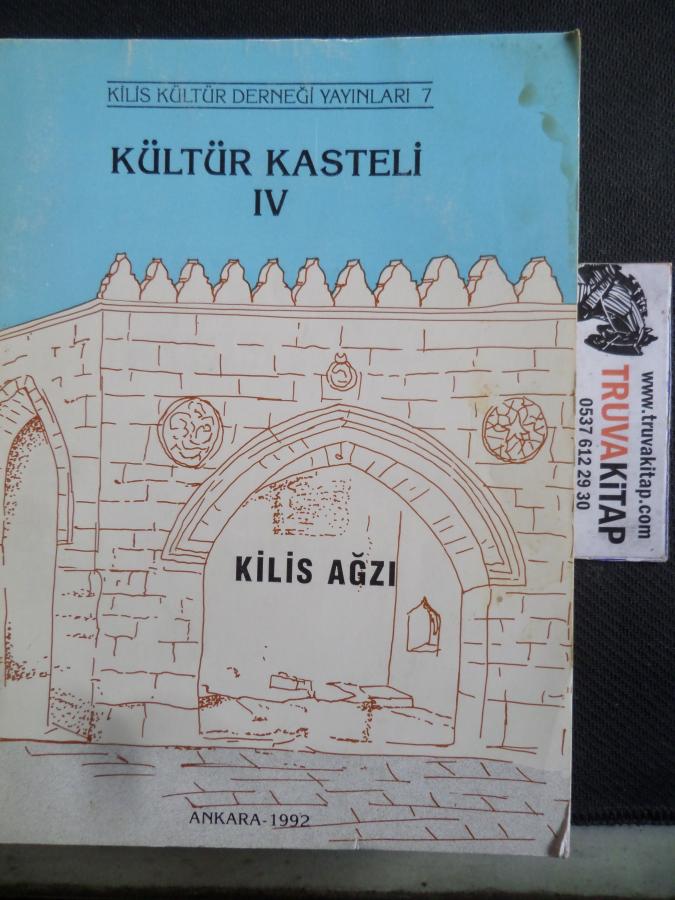 KİLİS KÜLTÜR DERNEĞİ YAYINLARI 7
KÜLTÜR KASTELİ
IV
KİLİS AĞZI
ANKARA-1992
www.truvakitap.com
TRUVAKİTAP
0537 612 29 30